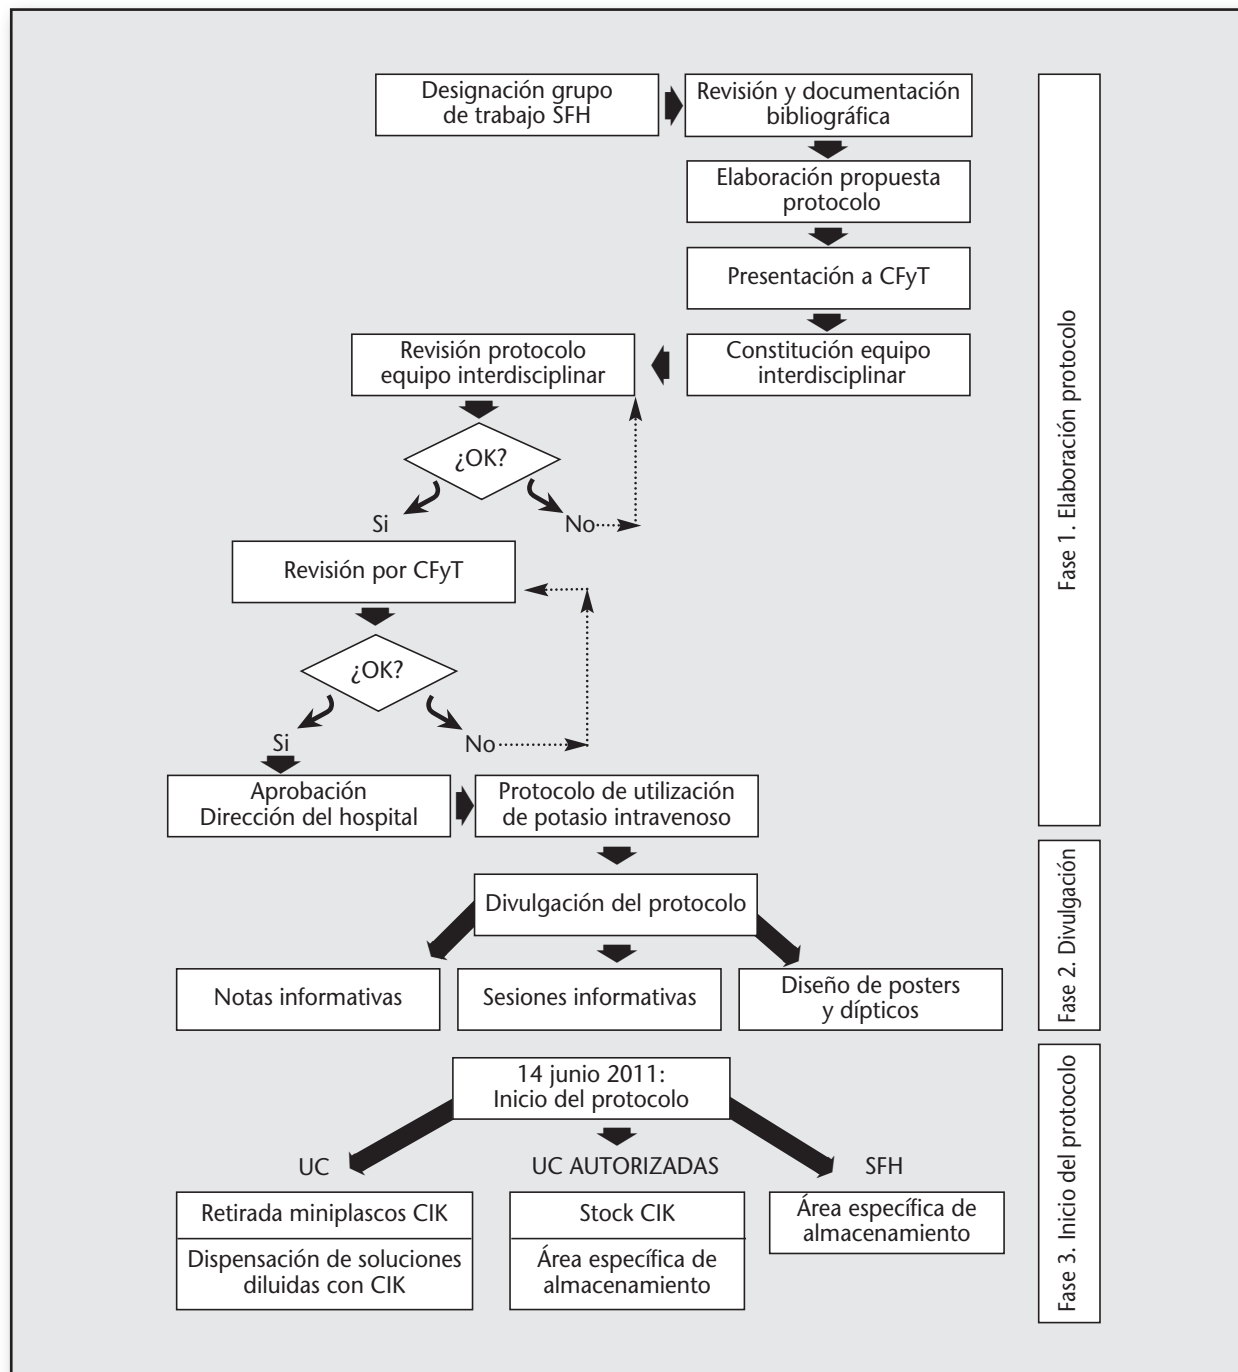 Designación grupo
de trabajo SFH
Revisión y documentación
bibliográfica
Elaboración propuesta
protocolo
Presentación a CFyT
Constitución equipo
interdisciplinar
Revisión protocolo
equipo interdisciplinar
¿OK?
Si
No
Revisión por CFyT
¿OK?
Si
No
Aprobación
Dirección del hospital
Protocolo de utilización
de potasio intravenoso
Fase 1. Elaboración protocolo
Divulgación del protocolo
Notas informativas
Sesiones informativas
Diseño de posters
y dípticos
Fase 2. Divulgación
14 junio 2011:
Inicio del protocolo
UC
Retirada miniplascos ClK
Dispensación de soluciones
diluidas con ClK
UC AUTORIZADAS
Stock ClK
Área específica de
almacenamiento
SFH
Área específica de
almacenamiento
Fase 3. Inicio del protocolo